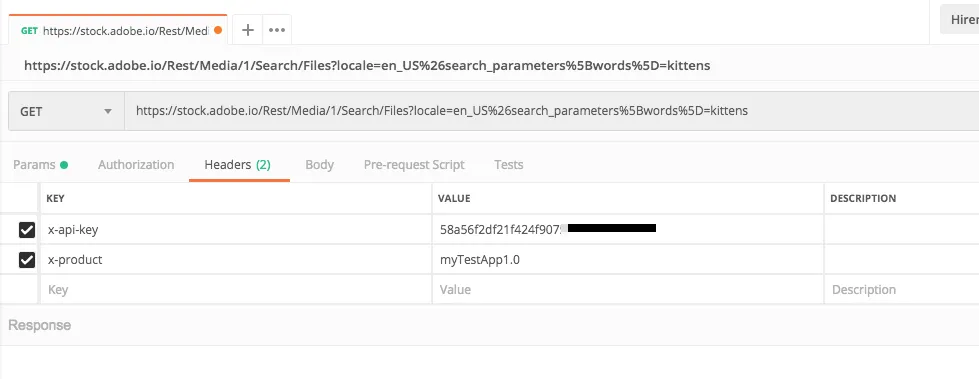 GET https://stock.adobe.io/Rest/Med
Hirer
https://stock.adobe.io/Rest/Media/1/Search/Files?locale=en_US%26search_parameters%5Bwords%5D=kittens
GET https://stock.adobe.io/Rest/Media/1/Search/Files?locale=en_US%26search_parameters%5Bwords%5D=kittens
Params Authorization Headers (2) Body Pre-request Script Tests
KEY VALUE DESCRIPTION
x-api-key 58a56f2df21f424f907
x-product myTestApp1.0
Key Value Description
Response